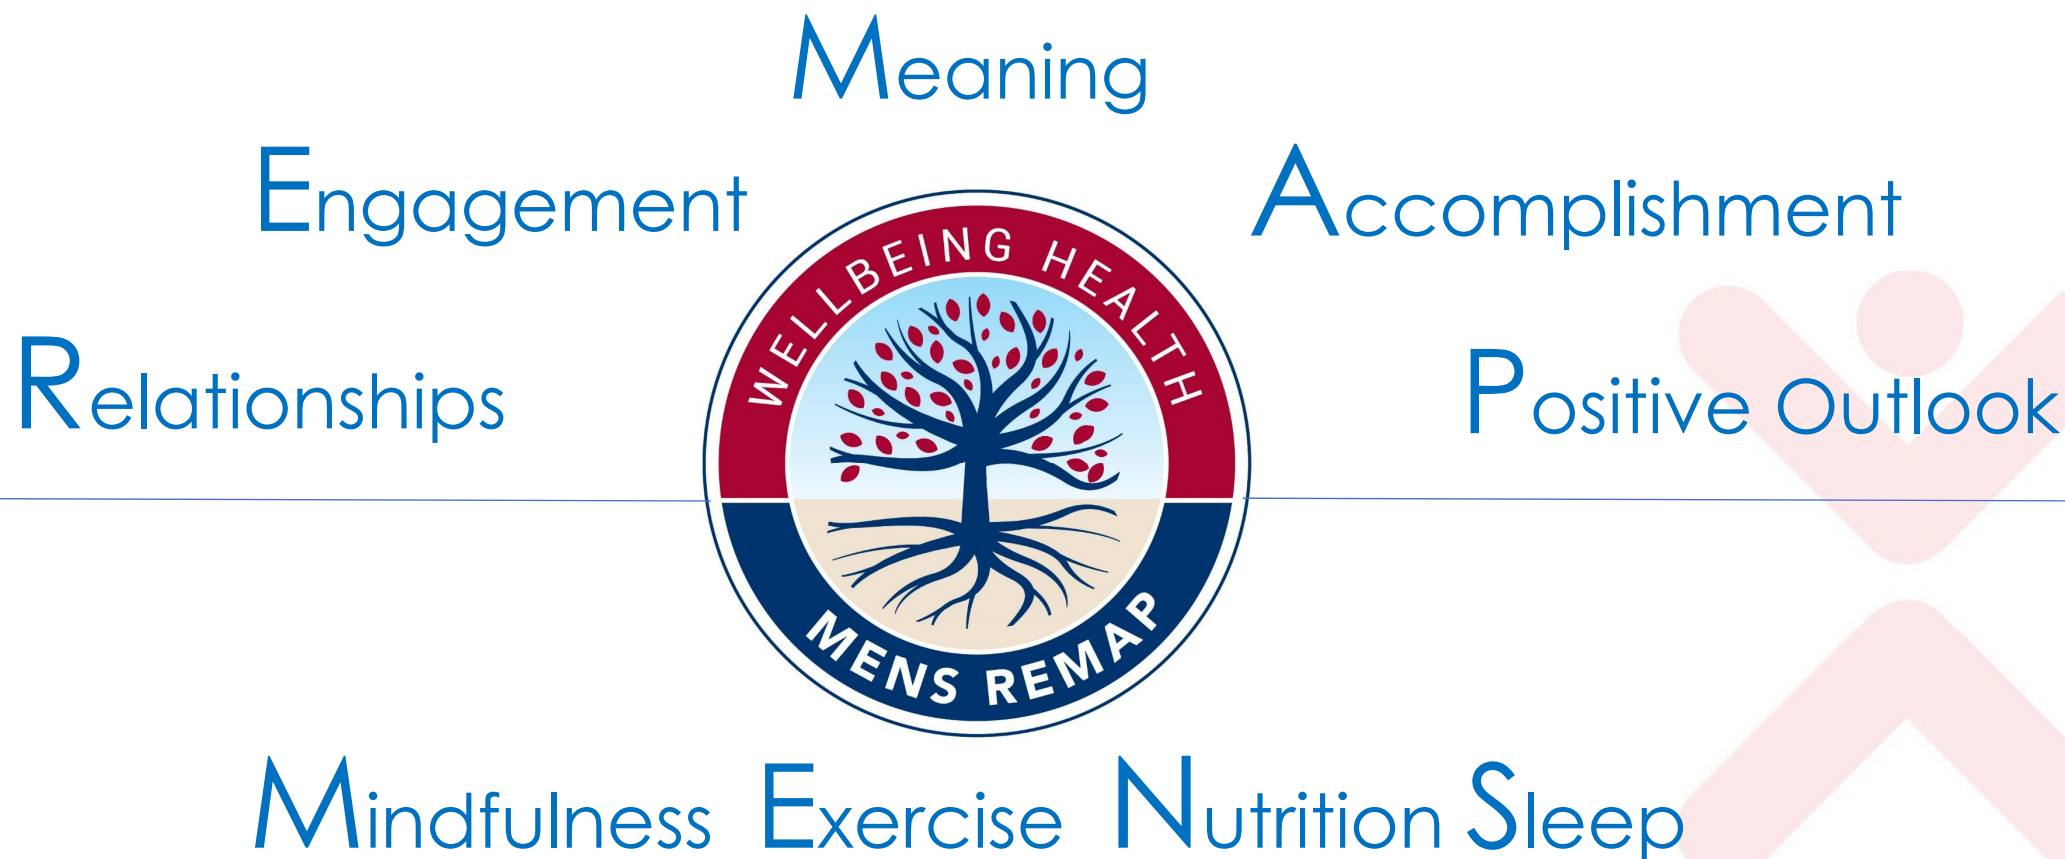 Meaning
Engagement
Accomplishment
WELLBEING HEALTH
Relationships
Positive Outlook
MENS REMAP
Mindfulness Exercise Nutrition Sleep